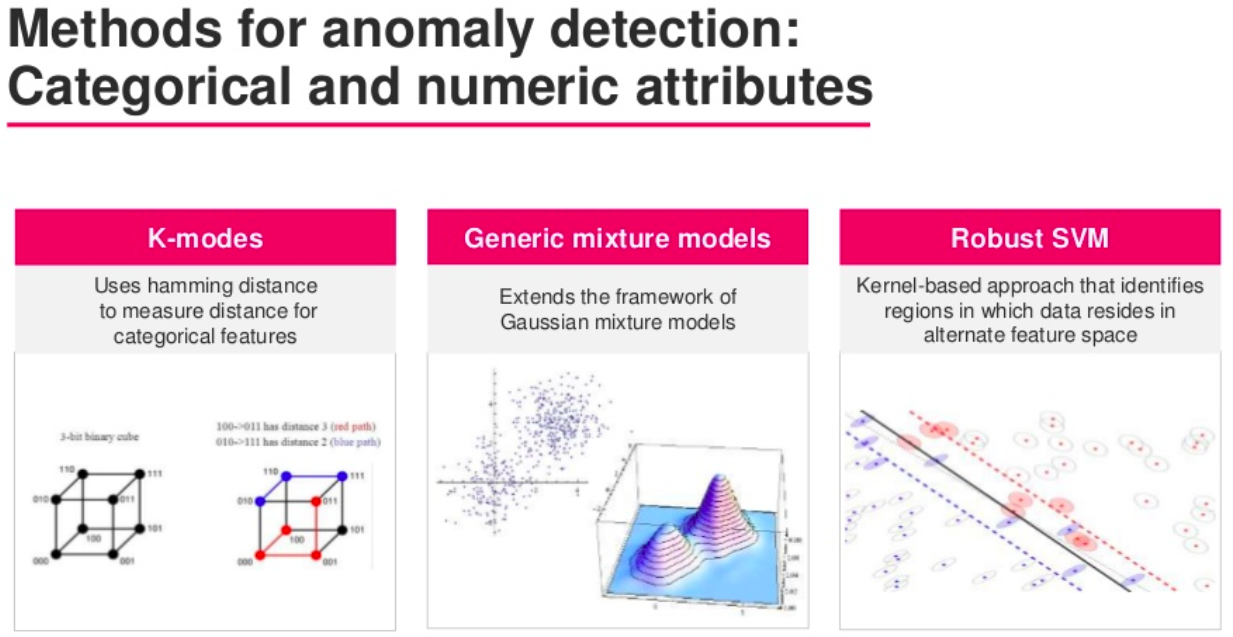 Methods for anomaly detection:
Categorical and numeric attributes
K-modes
Uses hamming distance
to measure distance for
categorical features
3-bit binary cube
100->011 has distance 3 (red path)
010->111 has distance 2 (blue path)
110
111
010
011
100
101
000
001
110
111
010
011
100
101
000
001
Generic mixture models
Extends the framework of
Gaussian mixture models
Robust SVM
Kernel-based approach that identifies
regions in which data resides in
alternate feature space